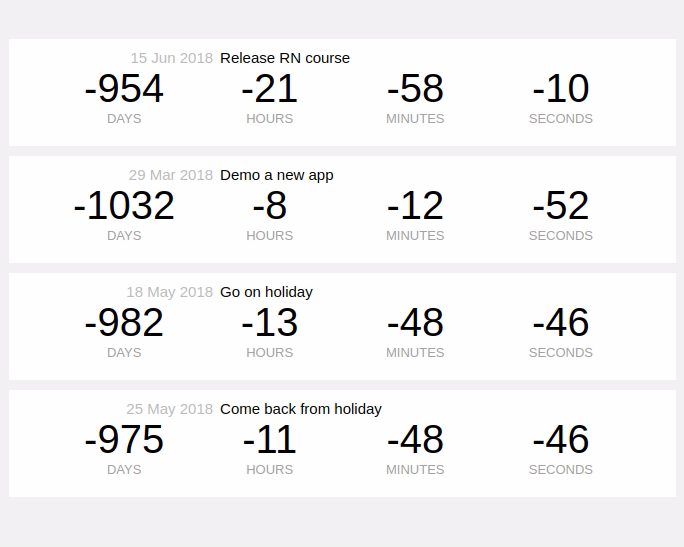 15 Jun 2018 Release RN course
-954 -21 -58 -10
DAYS HOURS MINUTES SECONDS
29 Mar 2018 Demo a new app
-1032 -8 -12 -52
DAYS HOURS MINUTES SECONDS
18 May 2018 Go on holiday
-982 -13 -48 -46
DAYS HOURS MINUTES SECONDS
25 May 2018 Come back from holiday
-975 -11 -48 -46
DAYS HOURS MINUTES SECONDS